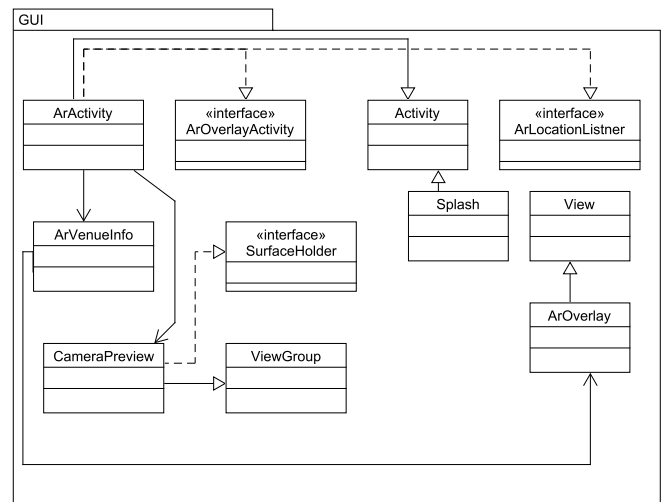 GUI
ArActivity
«interface»
ArOverlayActivity
Activity
«interface»
ArLocationListner
ArVenueInfo
«interface»
SurfaceHolder
Splash
View
ArOverlay
CameraPreview
ViewGroup